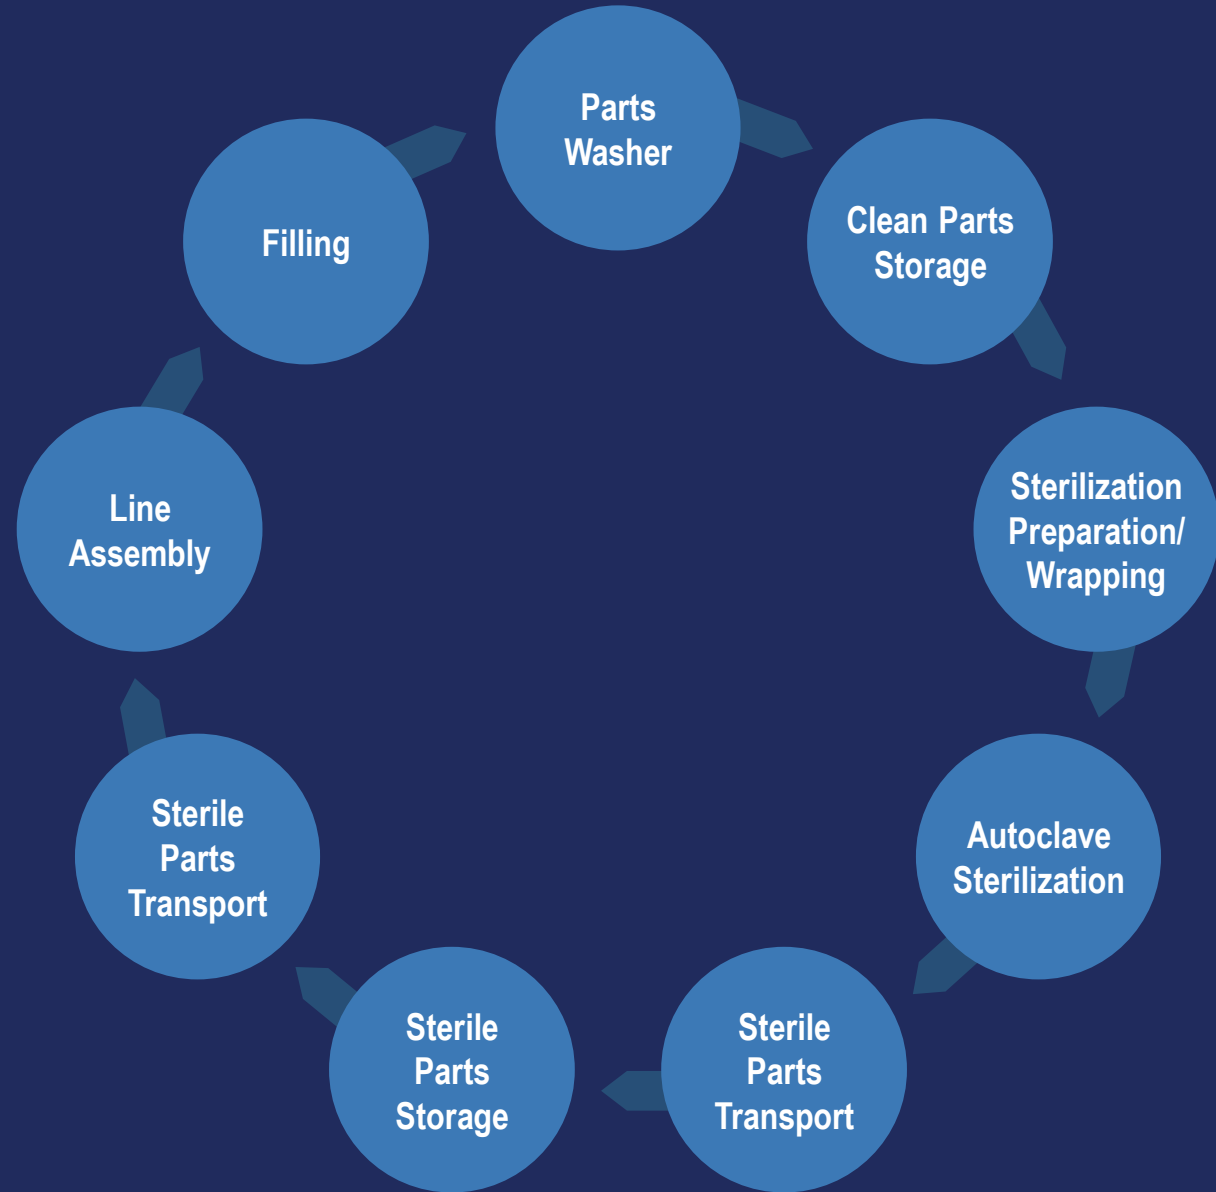 Parts
Washer
Clean Parts
Storage
Sterilization
Preparation/
Wrapping
Autoclave
Sterilization
Sterile
Parts
Transport
Sterile
Parts
Storage
Sterile
Parts
Transport
Line
Assembly
Filling